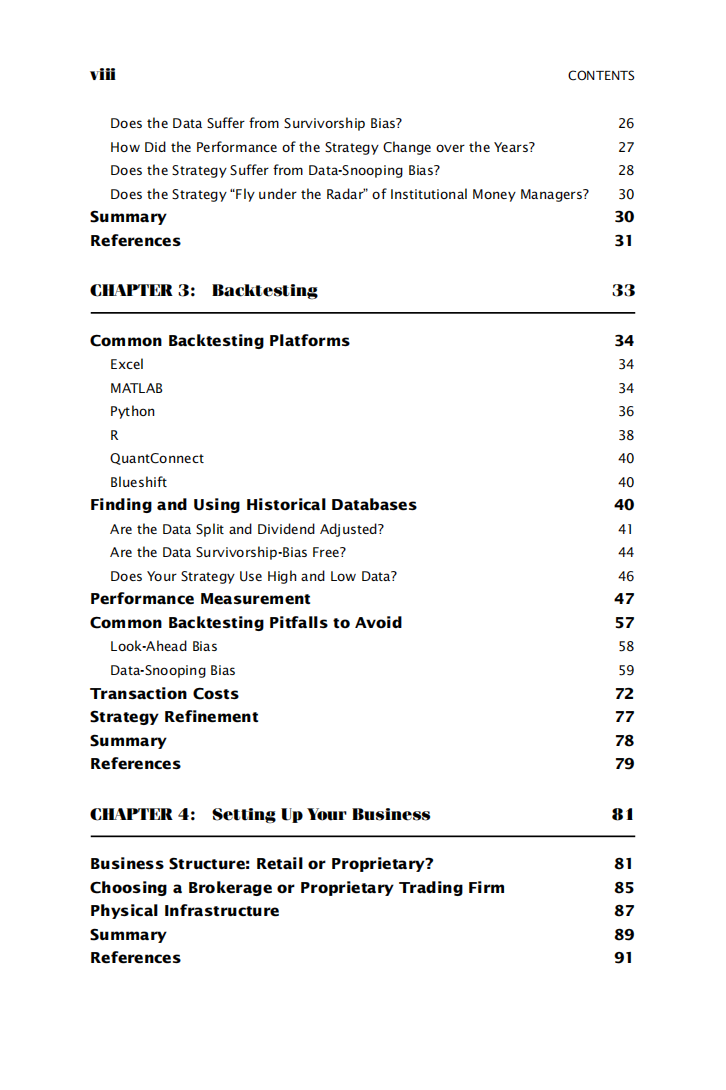 viii CONTENTS
Does the Data Suffer from Survivorship Bias? 26
How Did the Performance of the Strategy Change over the Years? 27
Does the Strategy Suffer from Data-Snooping Bias? 28
Does the Strategy “Fly under the Radar” of Institutional Money Managers? 30
Summary 30
References 31
CHAPTER 3: Backtesting 33
Common Backtesting Platforms 34
Excel 34
MATLAB 34
Python 36
R 38
QuantConnect 40
Blueshift 40
Finding and Using Historical Databases 40
Are the Data Split and Dividend Adjusted? 41
Are the Data Survivorship-Bias Free? 44
Does Your Strategy Use High and Low Data? 46
Performance Measurement 47
Common Backtesting Pitfalls to Avoid 57
Look-Ahead Bias 58
Data-Snooping Bias 59
Transaction Costs 72
Strategy Refinement 77
Summary 78
References 79
CHAPTER 4: Setting Up Your Business 81
Business Structure: Retail or Proprietary? 81
Choosing a Brokerage or Proprietary Trading Firm 85
Physical Infrastructure 87
Summary 89
References 91